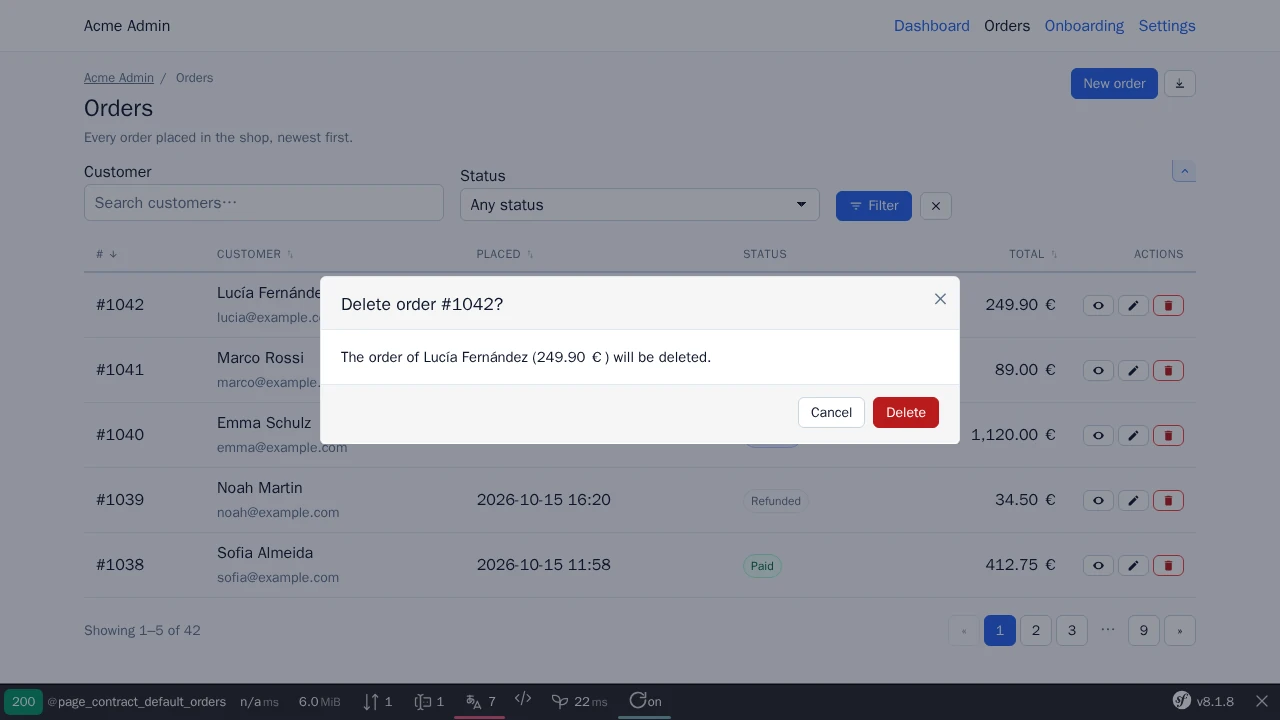 Acme Admin
Dashboard Orders Onboarding Settings
Acme Admin / Orders
New order
Orders
Every order placed in the shop, newest first.
Customer
Status
Search customers…
Any status
Filter
# ↓ CUSTOMER PLACED STATUS TOTAL ACTIONS
#1042 Lucía Fernánde 249.90 €
lucia@example.c
Delete order #1042?
The order of Lucía Fernández (249.90 € ) will be deleted.
Cancel Delete
#1041 Marco Rossi 89.00 €
marco@example.
#1040 Emma Schulz 1,120.00 €
emma@example.com
#1039 Noah Martin 2026-10-15 16:20 Refunded 34.50 €
noah@example.com
#1038 Sofia Almeida 2026-10-15 11:58 Paid 412.75 €
sofia@example.com
Showing 1–5 of 42
« 1 2 3 … 9 »
200 @page_contract_default_orders n/a ms 6.0 MiB 1 1 7 22 ms on v8.1.8